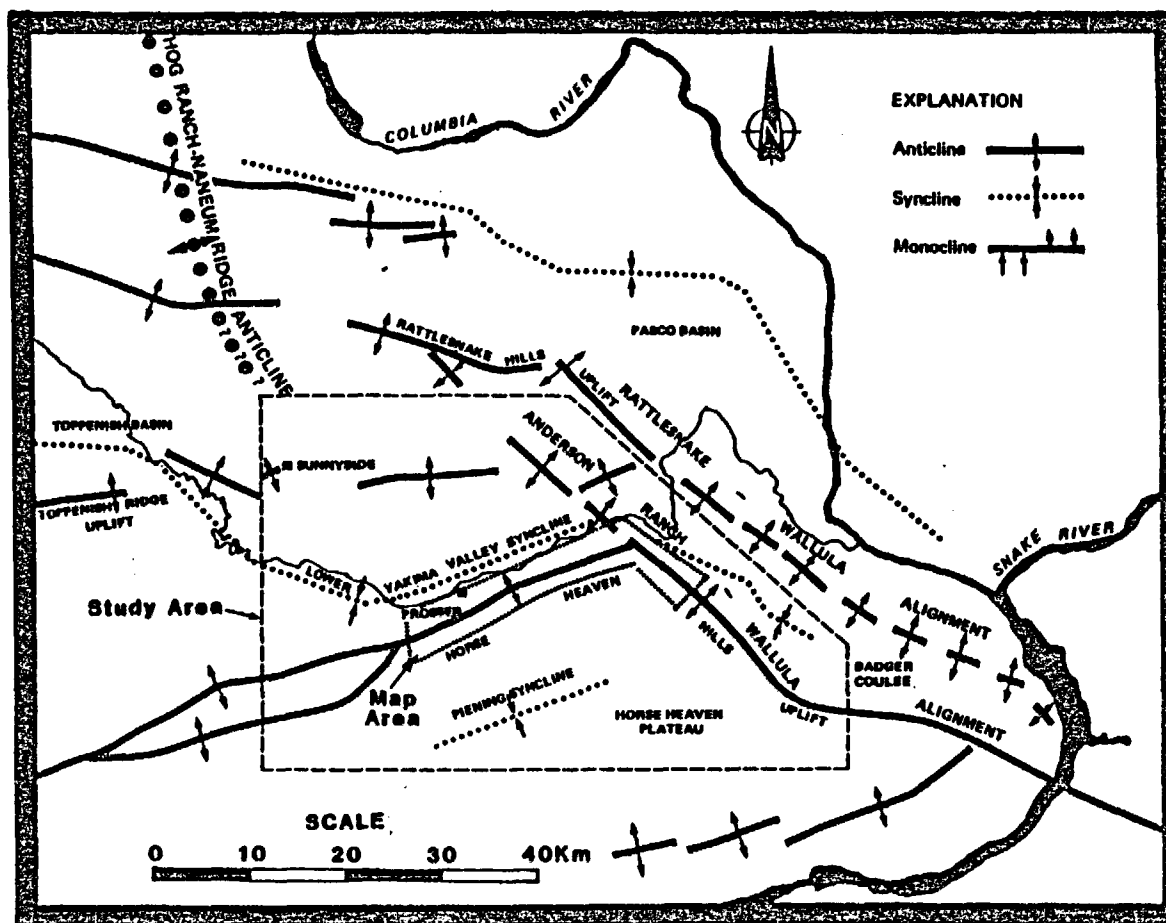 HOG RANCH-NANEUM RIDGE ANTICLINE
COLUMBIA RIVER
N
EXPLANATION
Anticline
Syncline
Monocline
RATTLESNAKE HILLS
UPLIFT
PASCO BASIN
RATTLESNAKE
WALLULA
ALIGNMENT
SNAKE RIVER
TOPPENISH BASIN
SUNNYSIDE
ANDERSON
RANCH
WALLULA
ALIGNMENT
TOPPENISH RIDGE
UPLIFT
LOWER YAKIMA VALLEY SYNCLINE
PROSSER
Study Area
HORSE HEAVEN HILLS
UPLIFT
BADGER
COULEE
Map
Area
PIENING SYNCLINE
HORSE HEAVEN
PLATEAU
? ? ? ?
SCALE
0 10 20 30 40Km